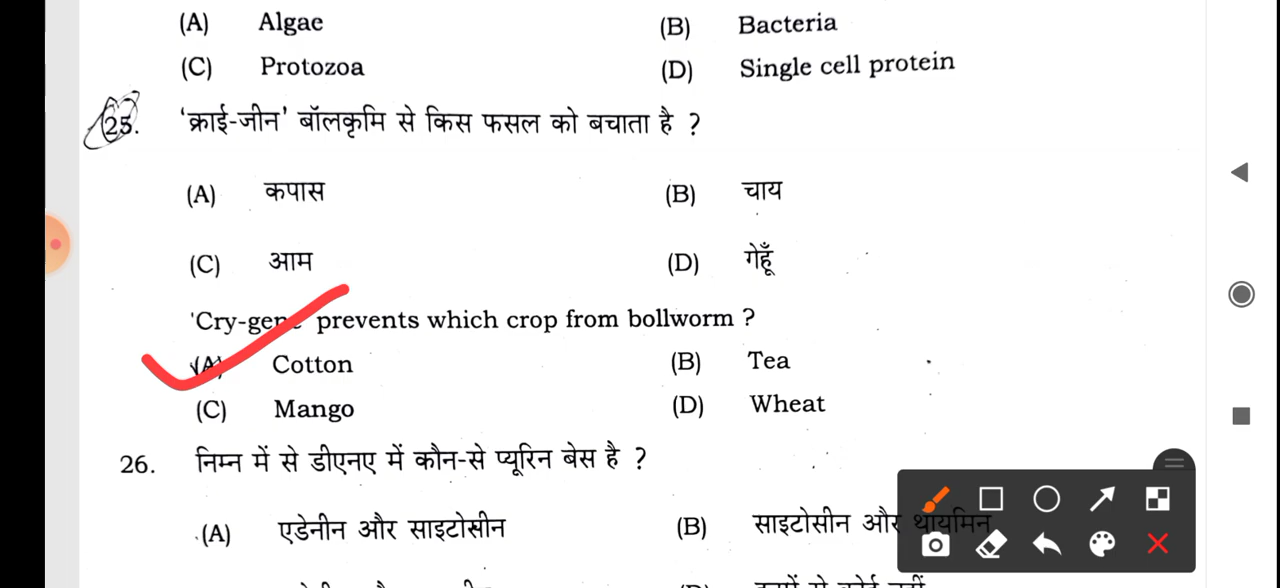 (A) Algae (B) Bacteria
(C) Protozoa (D) Single cell protein
25. 'क्राई-जीन' बॉलकृमि से किस फसल को बचाता है ?
(A) कपास (B) चाय
(C) आम (D) गेहूँ
'Cry-gene' prevents which crop from bollworm ?
(A) Cotton (B) Tea
(C) Mango (D) Wheat
26. निम्न में से डीएनए में कौन-से प्यूरिन बेस है ?
(A) एडेनीन और साइटोसीन (B) साइटोसीन और थायमिन